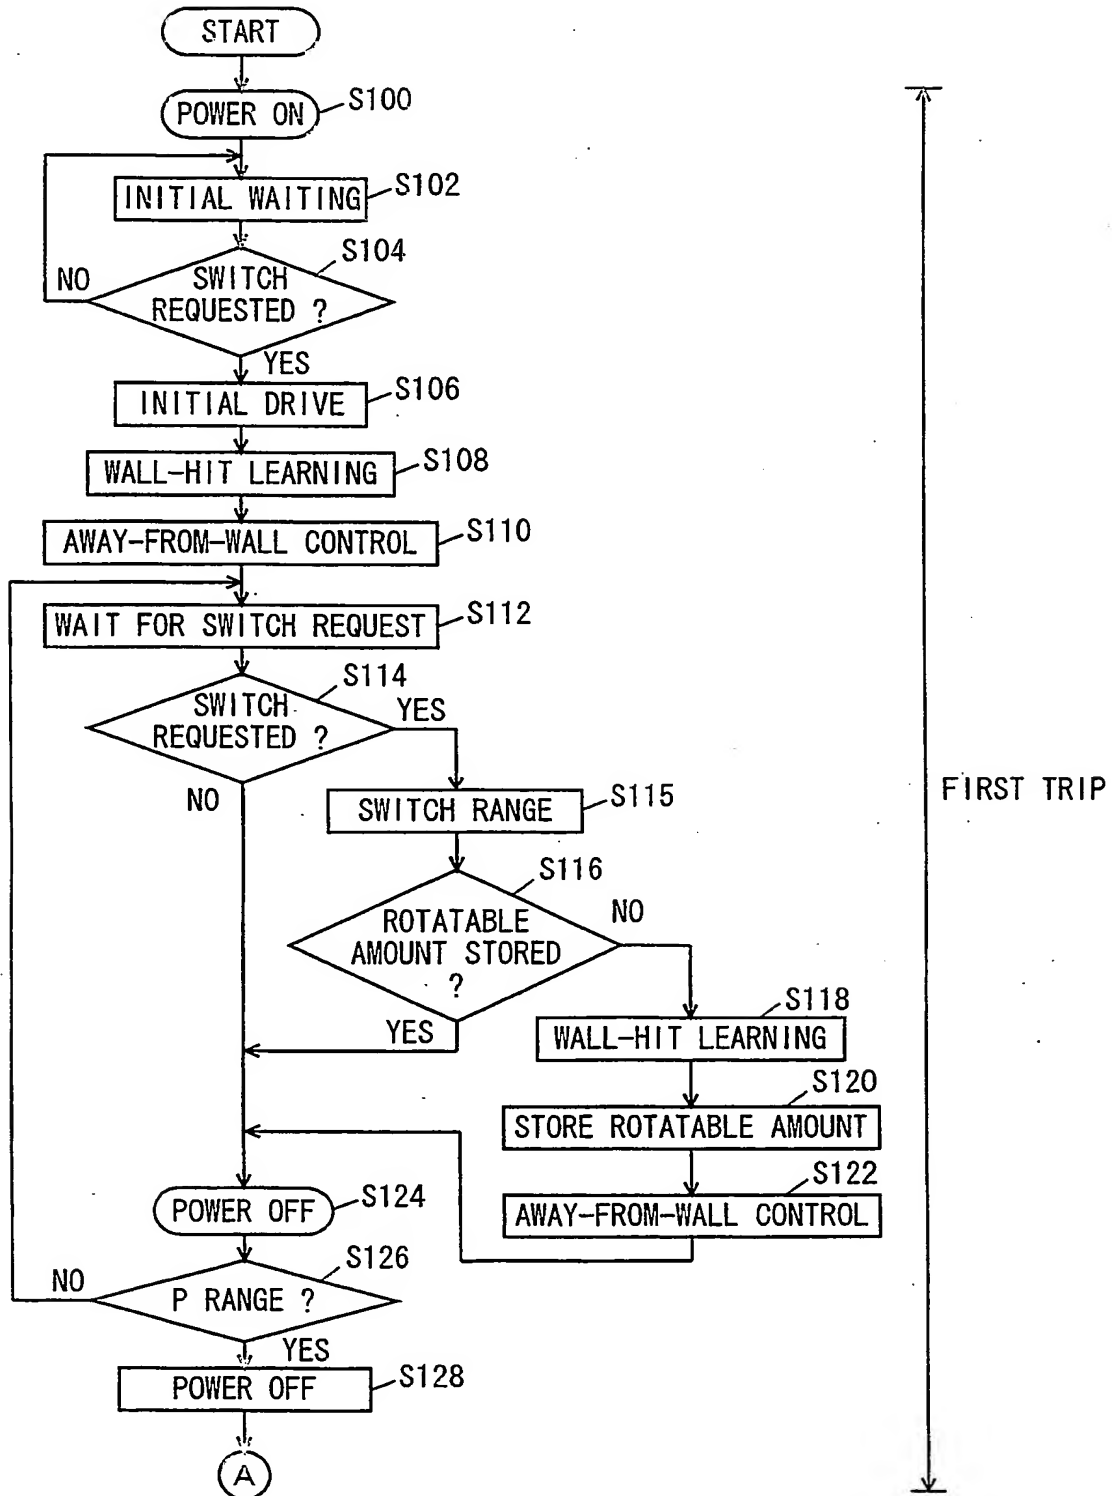 START
POWER ON
S100
INITIAL WAITING
S102
S104
SWITCH
REQUESTED ?
NO
YES
INITIAL DRIVE
S106
WALL-HIT LEARNING
S108
AWAY-FROM-WALL CONTROL
S110
WAIT FOR SWITCH REQUEST
S112
S114
SWITCH
REQUESTED ?
YES
NO
SWITCH RANGE
S115
S116
ROTATABLE
AMOUNT STORED
?
NO
YES
S118
WALL-HIT LEARNING
S120
STORE ROTATABLE AMOUNT
S122
AWAY-FROM-WALL CONTROL
POWER OFF
S124
S126
P RANGE ?
NO
YES
POWER OFF
S128
A
FIRST TRIP